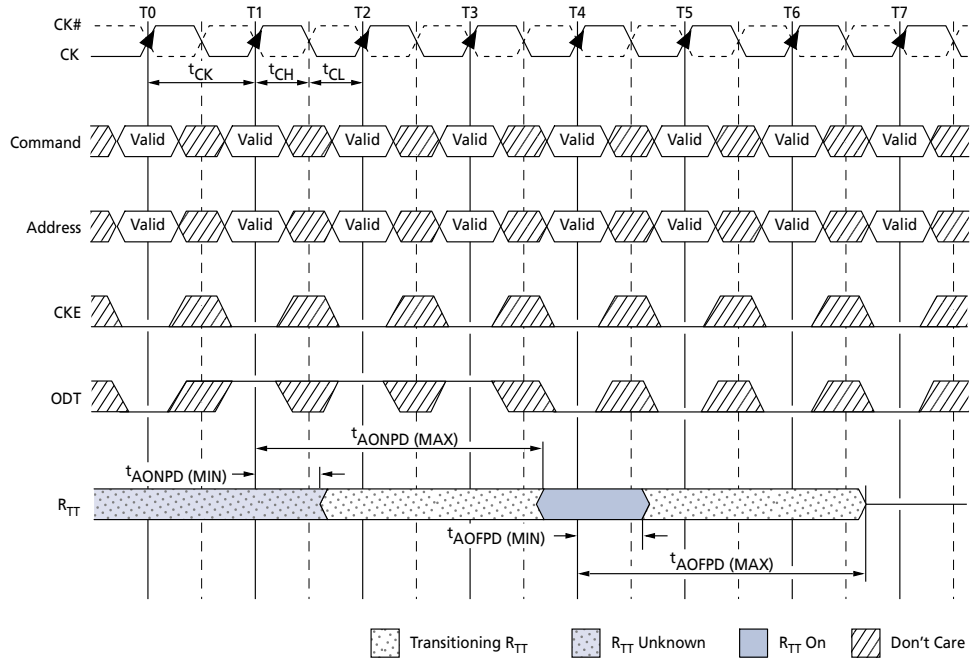 T0 T1 T2 T3 T4 T5 T6 T7
CK#
CK
tCK tCH tCL
Command Valid Valid Valid Valid Valid Valid Valid Valid
Address Valid Valid Valid Valid Valid Valid Valid Valid
CKE
ODT
tAONPD (MAX)
tAONPD (MIN)
RTT
tAOFPD (MIN)
tAOFPD (MAX)
Transitioning RTT RTT Unknown RTT On Don't Care